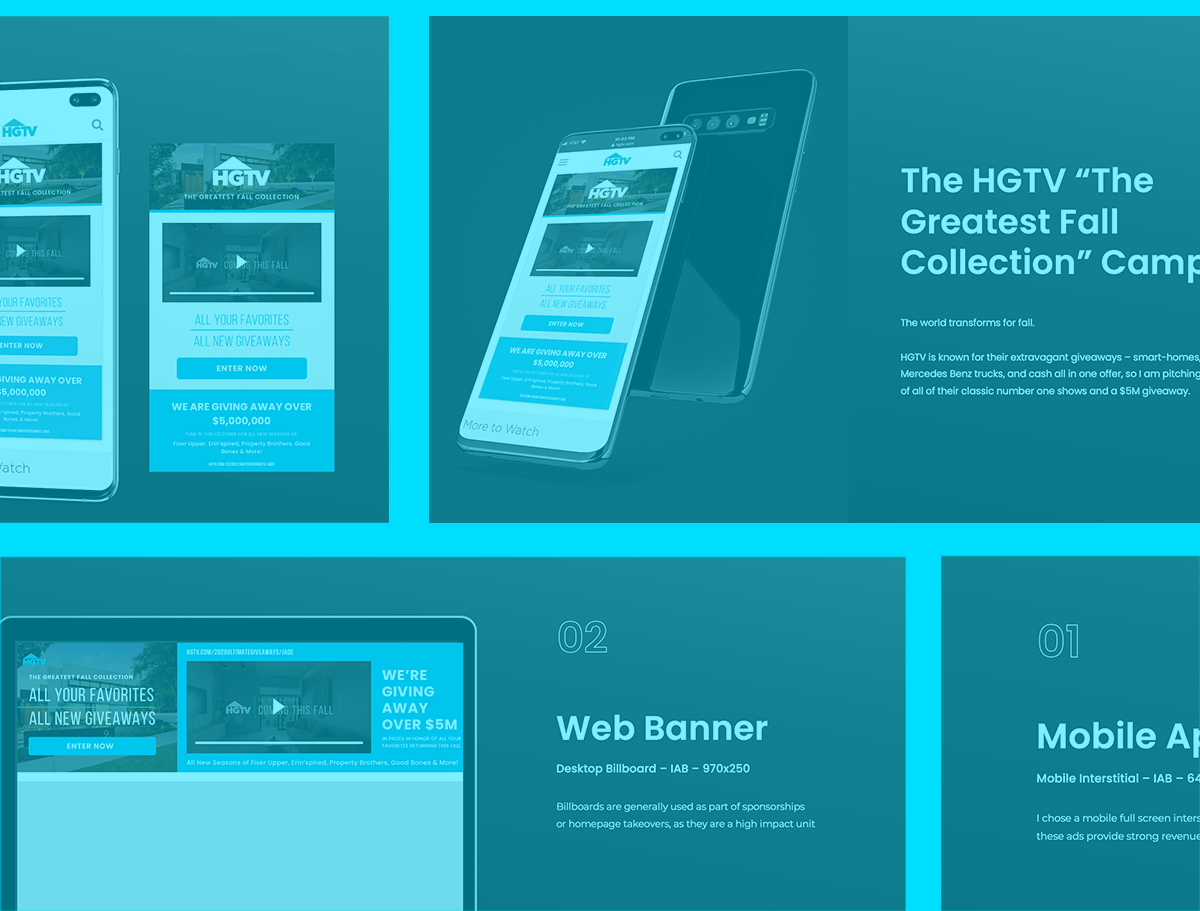 HGTV
HGTV
TEST FALL COLLECTION
COMING THIS FALL
YOUR FAVORITES
NEW GIVEAWAYS
ENTER NOW
GIVING AWAY OVER
$5,000,000
spired, Property Brothers, Good
Bones & More!
Watch
HGTV
THE GREATEST FALL COLLECTION
HGTV COMING THIS FALL
ALL YOUR FAVORITES
ALL NEW GIVEAWAYS
ENTER NOW
WE ARE GIVING AWAY OVER
$5,000,000
TUNE IN THIS OCTOBER FOR ALL NEW SEASONS OF:
Fixer Upper, Erin'spired, Property Brothers, Good
Bones & More!
AT&T 10:03 PM
hgtv.com
HGTV
HGTV
THE GREATEST FALL COLLECTION
HGTV COMING THIS FALL
ALL YOUR FAVORITES
ALL NEW GIVEAWAYS
ENTER NOW
WE ARE GIVING AWAY OVER
$5,000,000
Fixer Upper, Erin'spired, Property Brothers, Good
Bones & More!
More to Watch
The HGTV “The
Greatest Fall
Collection” Camp
The world transforms for fall.
HGTV is known for their extravagant giveaways – smart-homes,
Mercedes Benz trucks, and cash all in one offer, so I am pitching
of all of their classic number one shows and a $5M giveaway.
HGTV
THE GREATEST FALL COLLECTION
ALL YOUR FAVORITES
ALL NEW GIVEAWAYS
ENTER NOW
HGTV.COM/2020ULTIMATEGIVEAWAYS/JADE
HGTV COMING THIS FALL
WE’RE
GIVING
AWAY
OVER $5M
IN PRIZES IN HONOR OF ALL YOUR
FAVORITES RETURNING THIS FALL
All New Seasons of Fixer Upper, Erin'spired, Property Brothers, Good Bones & More!
02
Web Banner
Desktop Billboard – IAB – 970x250
Billboards are generally used as part of sponsorships
or homepage takeovers, as they are a high impact unit
01
Mobile Ap
Mobile Interstitial – IAB – 64
I chose a mobile full screen inters
these ads provide strong revenue